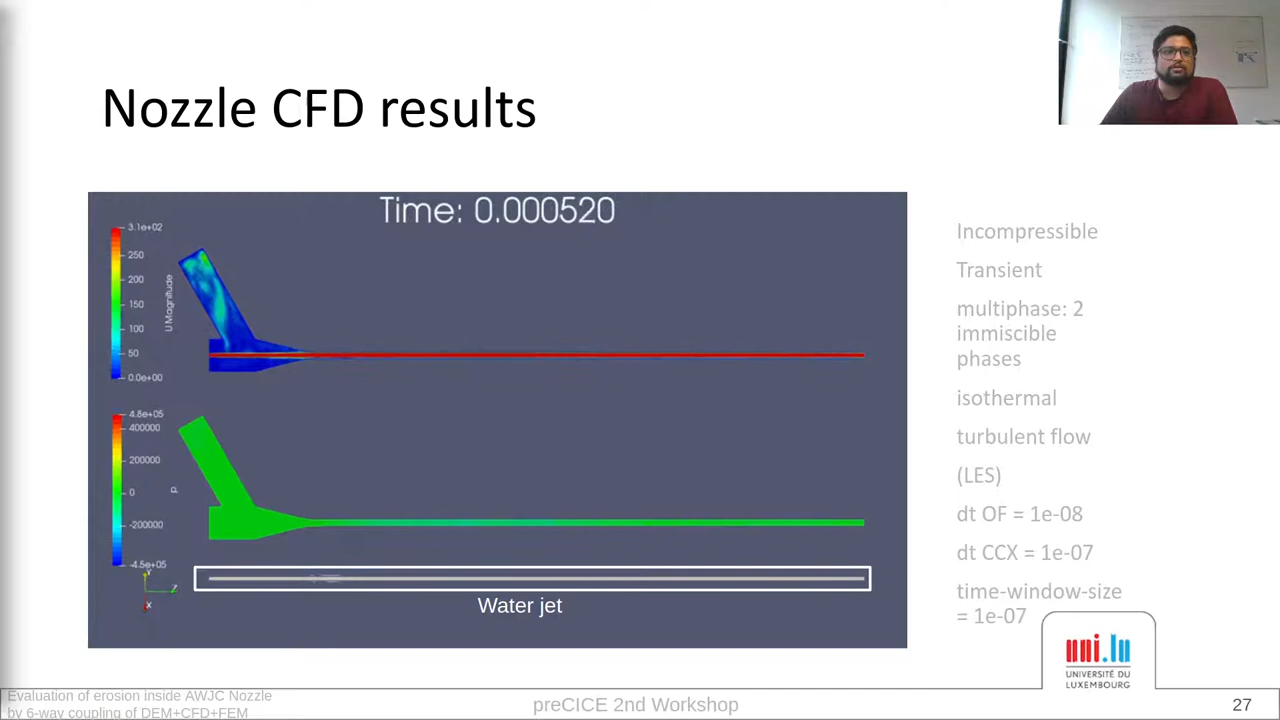 Nozzle CFD results
Time: 0.000520
3.1e+02
250
200
150
100
50
0.0e+00
U Magnitude
4.8e+05
400000
200000
0
-200000
-4.5e+05
p
Y
Z
X
Water jet
Incompressible
Transient
multiphase: 2
immiscible
phases
isothermal
turbulent flow
(LES)
dt OF = 1e-08
dt CCX = 1e-07
time-window-size
= 1e-07
uni.lu
UNIVERSITÉ DU
LUXEMBOURG
Evaluation of erosion inside AWJC Nozzle
by 6-way coupling of DEM+CFD+FEM
preCICE 2nd Workshop
27